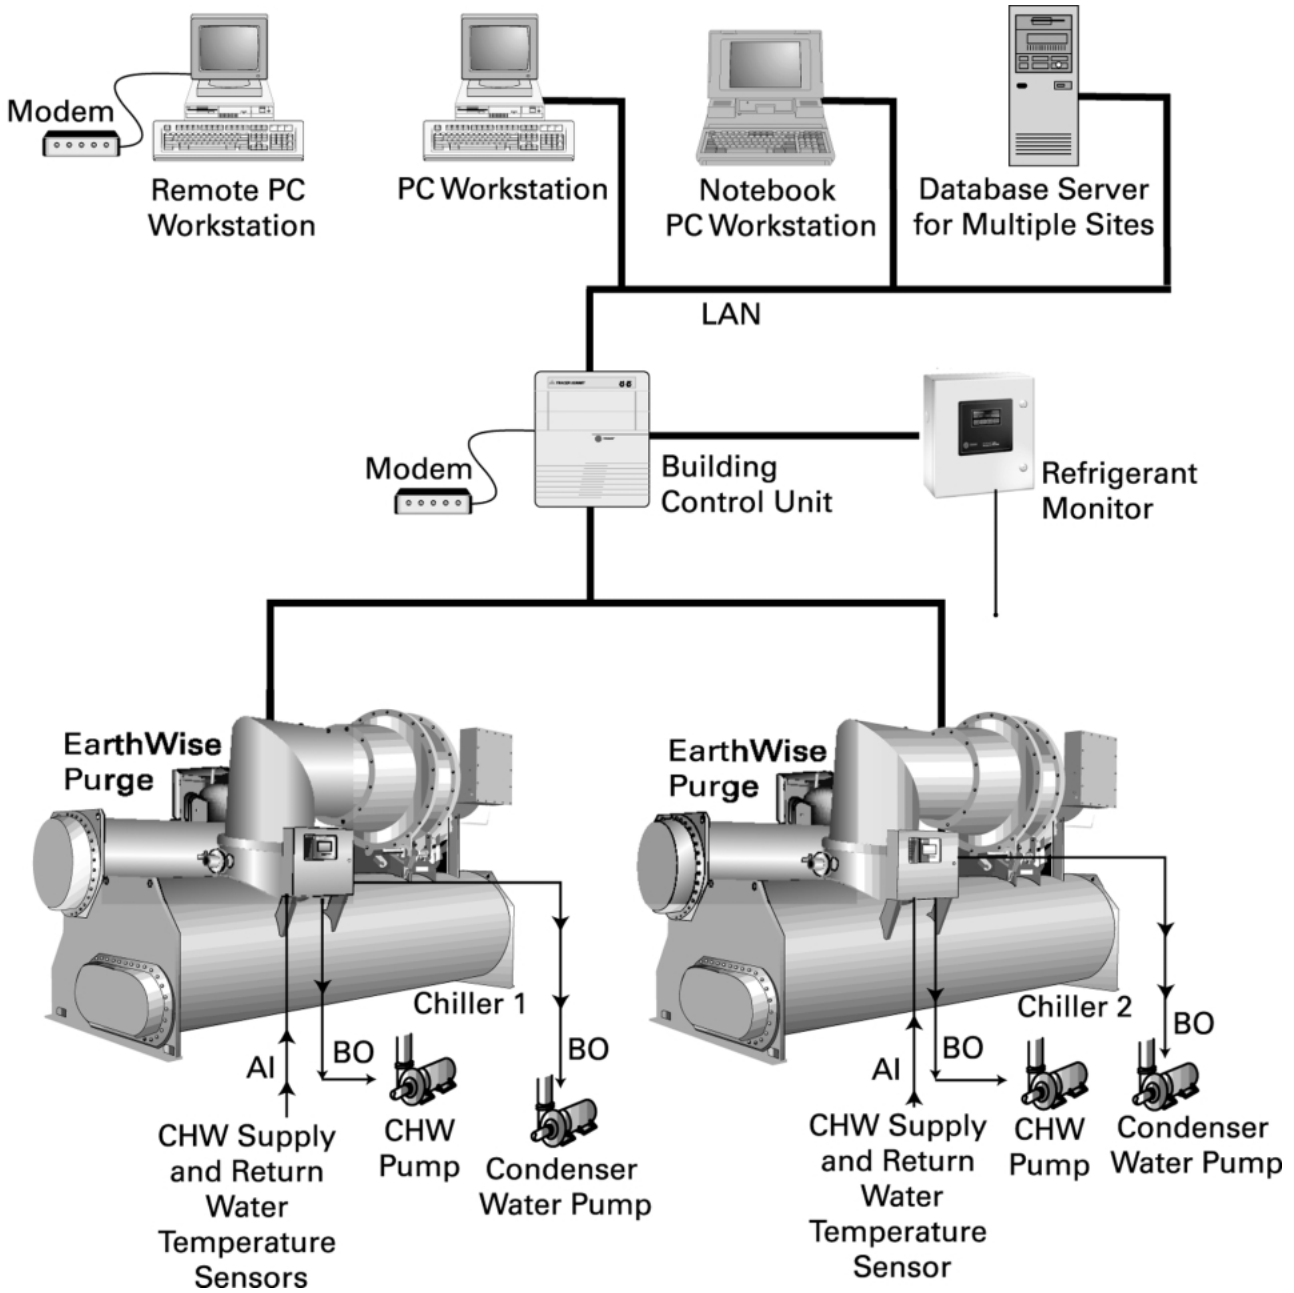 Modem
Remote PC
Workstation
PC Workstation
Notebook
PC Workstation
Database Server
for Multiple Sites
LAN
TRACER SUMMIT
Modem
Building
Control Unit
Refrigerant
Monitor
EarthWise
Purge
EarthWise
Purge
Chiller 1
Chiller 2
AI
BO
BO
AI
BO
BO
CHW Supply
and Return
Water
Temperature
Sensors
CHW
Pump
Condenser
Water Pump
CHW Supply
and Return
Water
Temperature
Sensor
CHW
Pump
Condenser
Water Pump